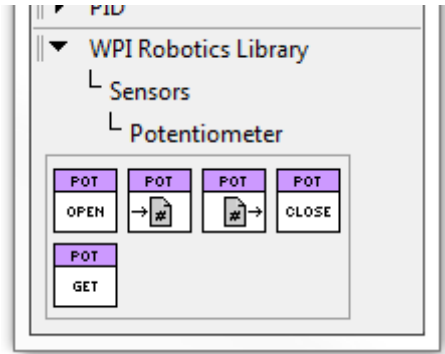 PID
WPI Robotics Library
Sensors
Potentiometer
POT POT POT POT
OPEN # # CLOSE
POT
GET